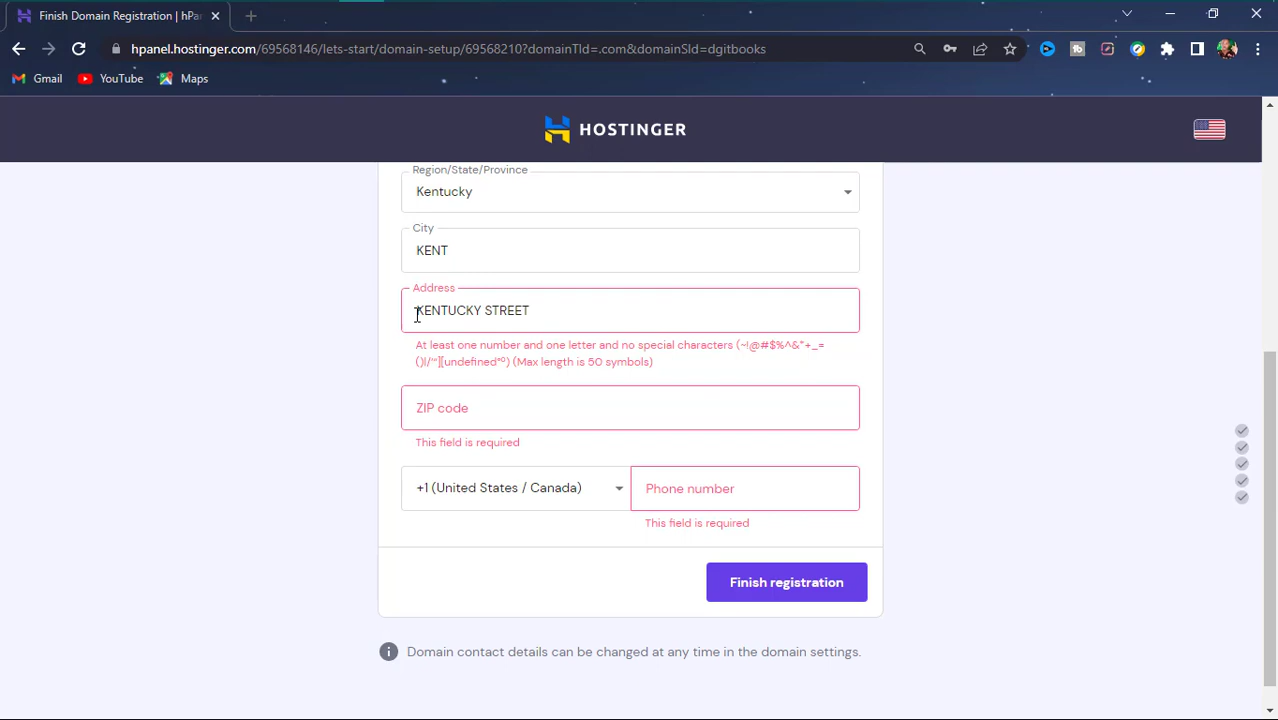 Finish Domain Registration | hPa
hpanel.hostinger.com/69568146/lets-start/domain-setup/69568210?domainTld=.com&domainSld=dgitbooks
Gmail
YouTube
Maps
HOSTINGER
Region/State/Province
Kentucky
City
KENT
Address
KENTUCKY STREET
At least one number and one letter and no special characters (~!@#$%^&*+_=
()|/'"][undefined°º) (Max length is 50 symbols)
ZIP code
This field is required
+1 (United States / Canada)
Phone number
This field is required
Finish registration
Domain contact details can be changed at any time in the domain settings.